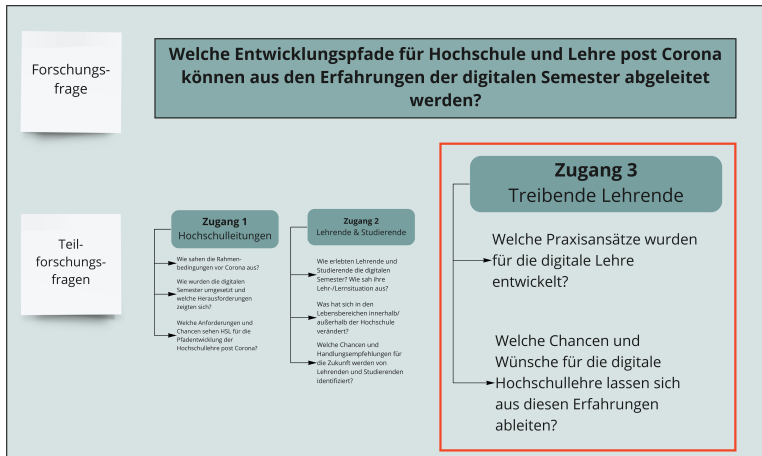 Forschungs-
frage
Welche Entwicklungspfade für Hochschule und Lehre post Corona
können aus den Erfahrungen der digitalen Semester abgeleitet
werden?
Teil-
forschungs-
fragen
Zugang 1
Hochschulleitungen
Wie sahen die Rahmen-
bedingungen vor Corona aus?
Wie wurden die digitalen
Semester umgesetzt und
welche Herausforderungen
zeigten sich?
Welche Anforderungen und
Chancen sehen HSL für die
Pfadentwicklung der
Hochschullehre post Corona?
Zugang 2
Lehrende & Studierende
Wie erlebten Lehrende und
Studierende die digitalen
Semester? Wie sah ihre
Lehr-/Lernsituation aus?
Was hat sich in den
Lebensbereichen innerhalb/
außerhalb der Hochschule
verändert?
Welche Chancen und
Handlungsempfehlungen für
die Zukunft werden von
Lehrenden und Studierenden
identifiziert?
Zugang 3
Treibende Lehrende
Welche Praxisansätze wurden
für die digitale Lehre
entwickelt?
Welche Chancen und
Wünsche für die digitale
Hochschullehre lassen sich
aus diesen Erfahrungen
ableiten?